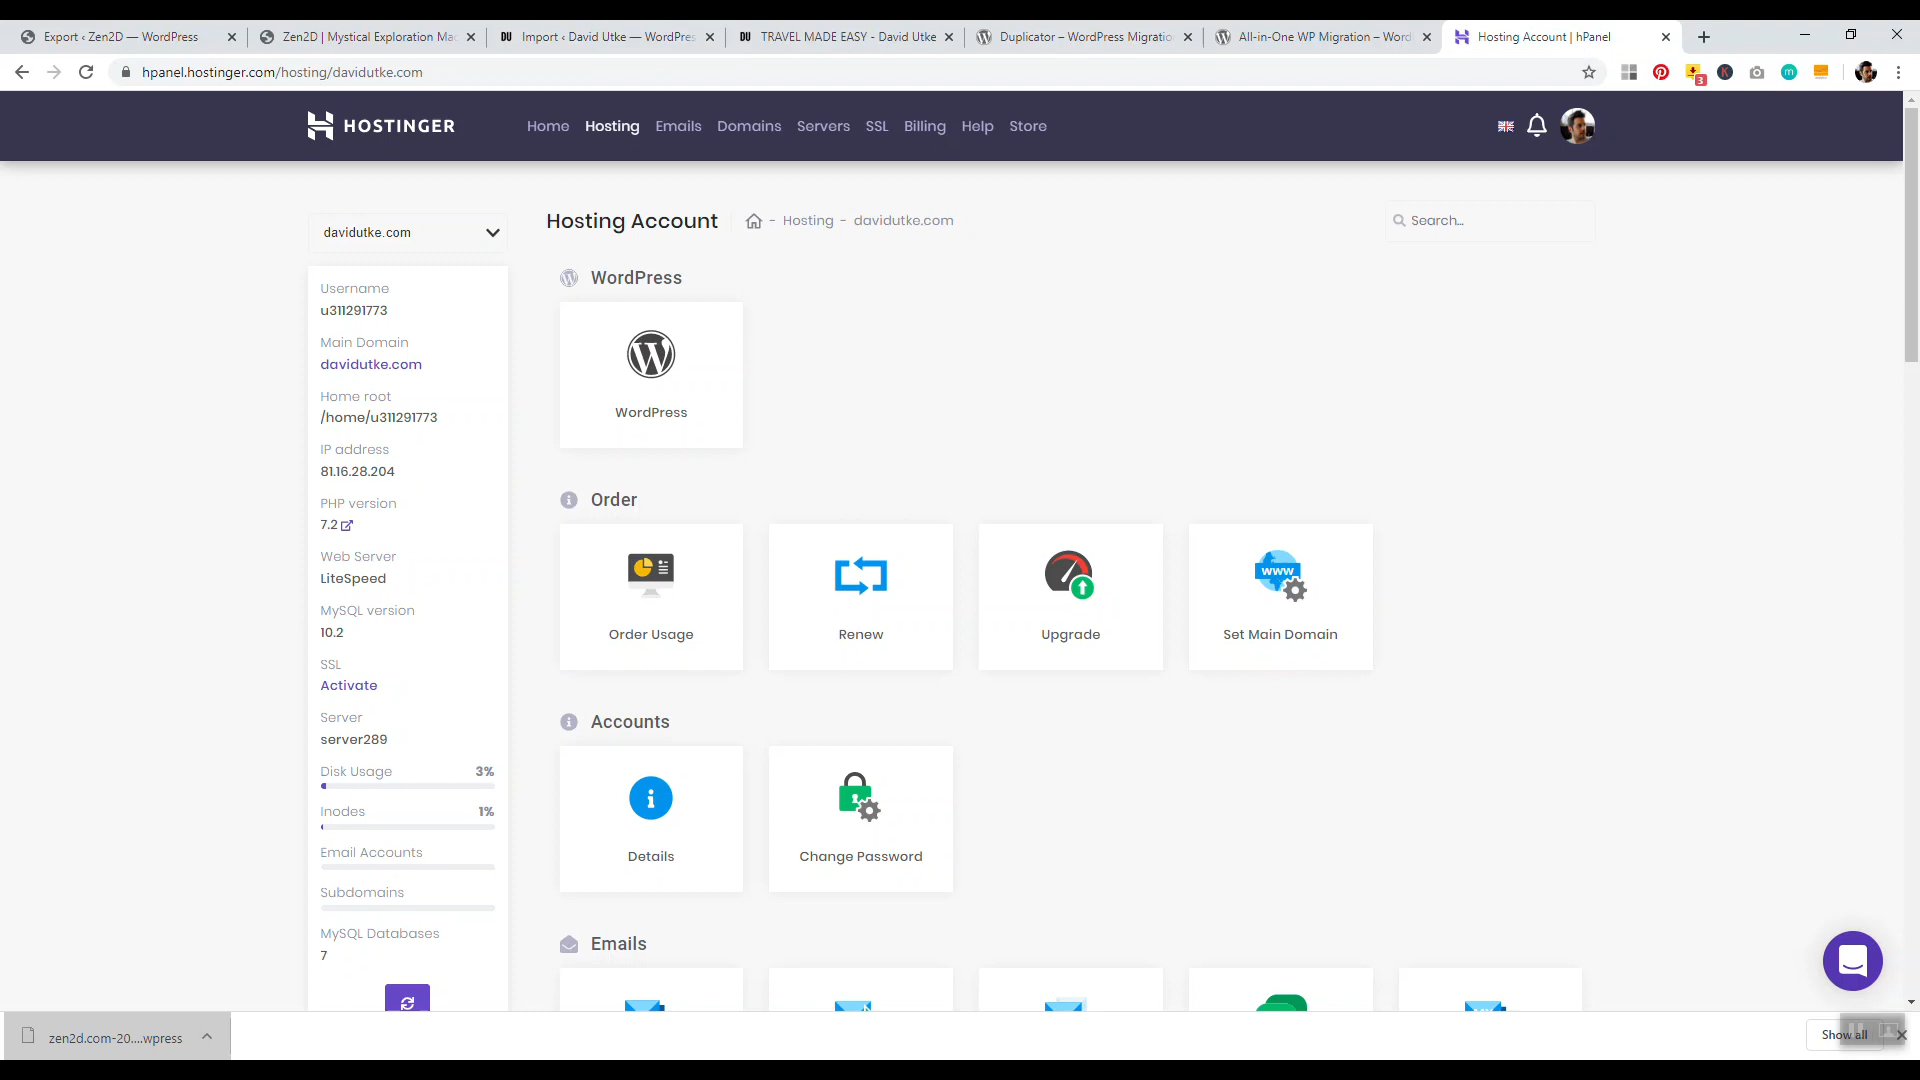 Export ‹ Zen2D — WordPress
Zen2D | Mystical Exploration Mac
DU Import ‹ David Utke — WordPres
DU TRAVEL MADE EASY - David Utke
Duplicator – WordPress Migratio
All-in-One WP Migration – Word
Hosting Account | hPanel
hpanel.hostinger.com/hosting/davidutke.com
3
K
m
HOSTINGER
Home Hosting Emails Domains Servers SSL Billing Help Store
davidutke.com
Hosting Account - Hosting - davidutke.com
Search...
Username
u311291773
Main Domain
davidutke.com
Home root
/home/u311291773
IP address
81.16.28.204
PHP version
7.2
Web Server
LiteSpeed
MySQL version
10.2
SSL
Activate
Server
server289
Disk Usage 3%
Inodes 1%
Email Accounts
Subdomains
MySQL Databases
7
WordPress
WordPress
Order
Order Usage
Renew
Upgrade
WWW
Set Main Domain
Accounts
Details
Change Password
Emails
zen2d.com-20....wpress
Show all